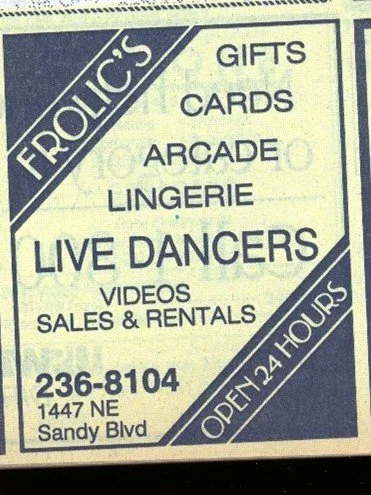 FROLIC'S
GIFTS
CARDS
ARCADE
LINGERIE
LIVE DANCERS
VIDEOS
SALES & RENTALS
236-8104
1447 NE
Sandy Blvd
OPEN 24 HOURS